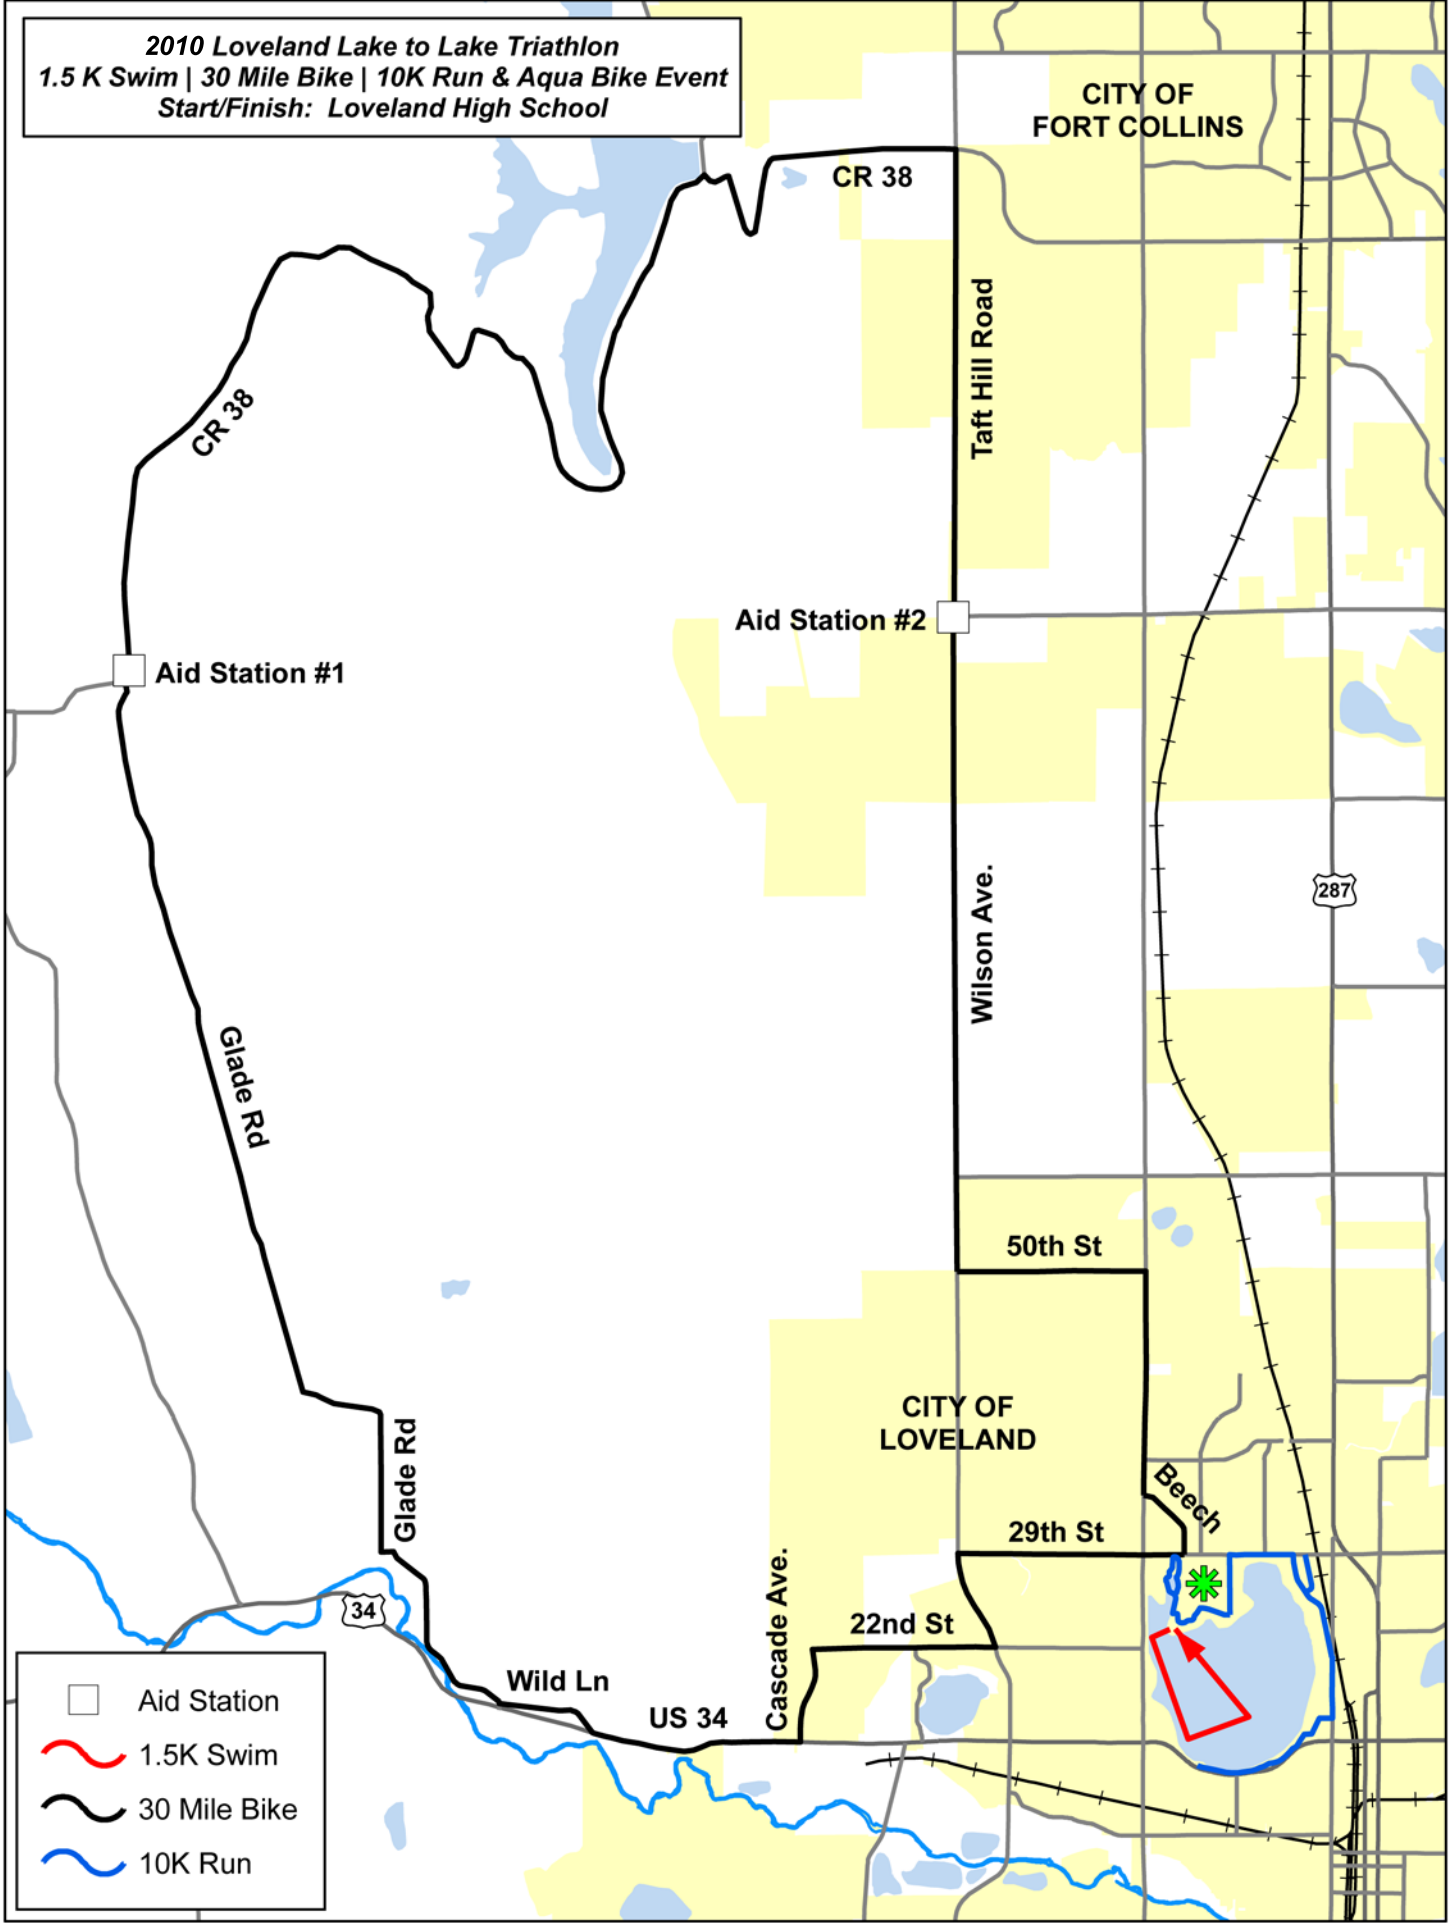 2010 Loveland Lake to Lake Triathlon
1.5 K Swim | 30 Mile Bike | 10K Run & Aqua Bike Event
Start/Finish: Loveland High School
CITY OF
FORT COLLINS
CR 38
Taft Hill Road
CR 38
Aid Station #2
Aid Station #1
287
Wilson Ave.
Glade Rd
50th St
CITY OF
LOVELAND
Glade Rd
Beech
29th St
Cascade Ave.
34
22nd St
Wild Ln
US 34
Aid Station
1.5K Swim
30 Mile Bike
10K Run